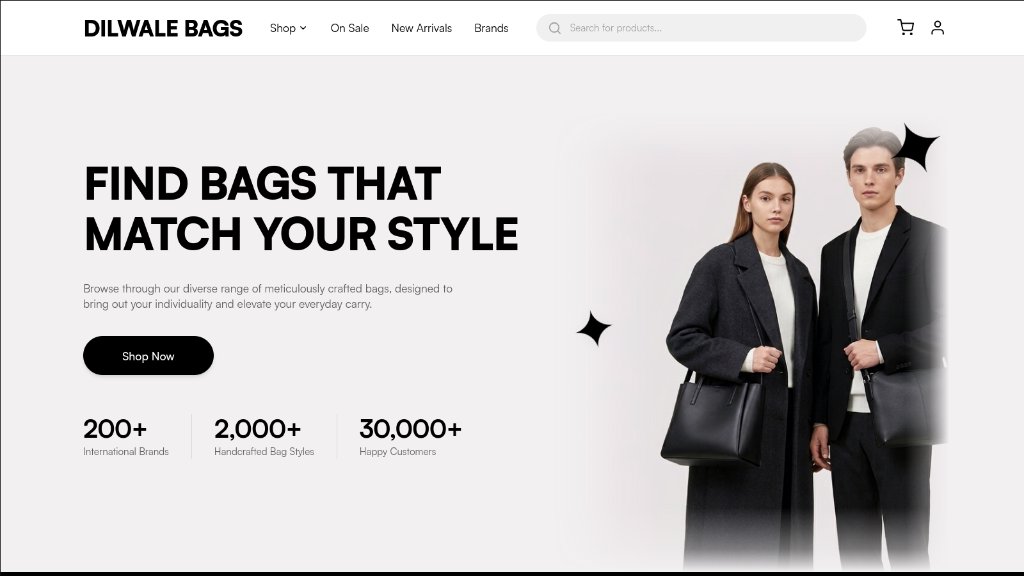 DILWALE BAGS
Shop
On Sale
New Arrivals
Brands
Search for products...
FIND BAGS THAT
MATCH YOUR STYLE
Browse through our diverse range of meticulously crafted bags, designed to
bring out your individuality and elevate your everyday carry.
Shop Now
200+
International Brands
2,000+
Handcrafted Bag Styles
30,000+
Happy Customers